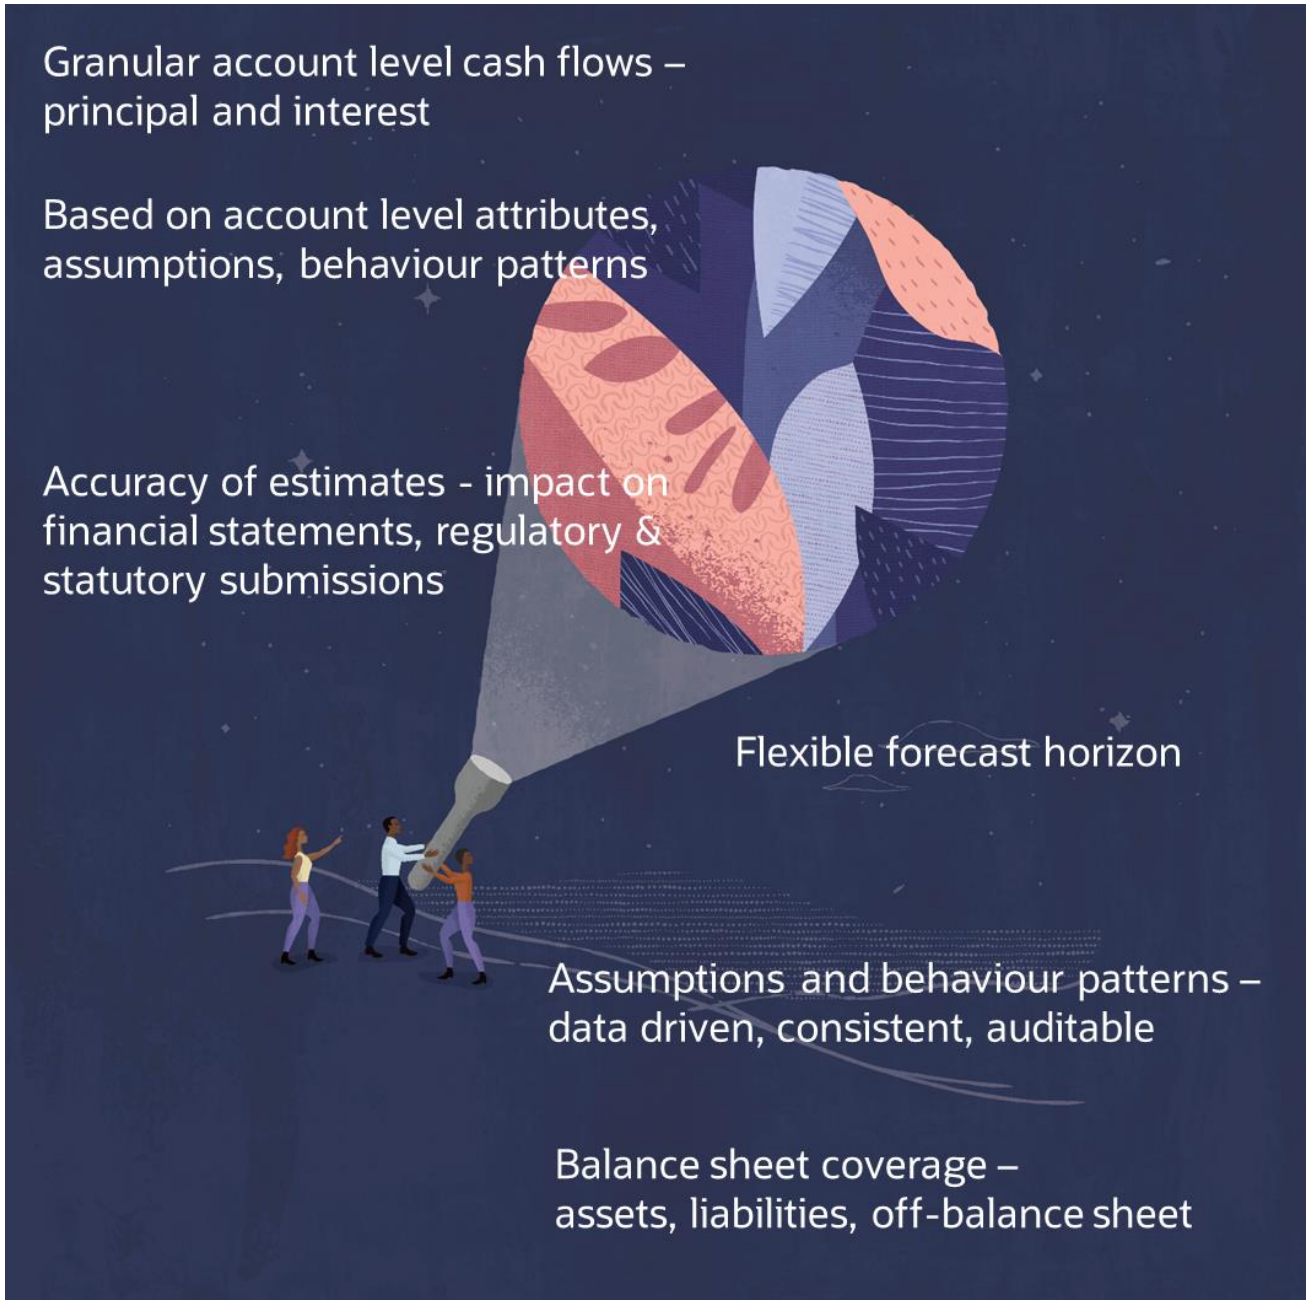 Granular account level cash flows –
principal and interest
Based on account level attributes,
assumptions, behaviour patterns
Accuracy of estimates - impact on
financial statements, regulatory &
statutory submissions
Flexible forecast horizon
Assumptions and behaviour patterns –
data driven, consistent, auditable
Balance sheet coverage –
assets, liabilities, off-balance sheet